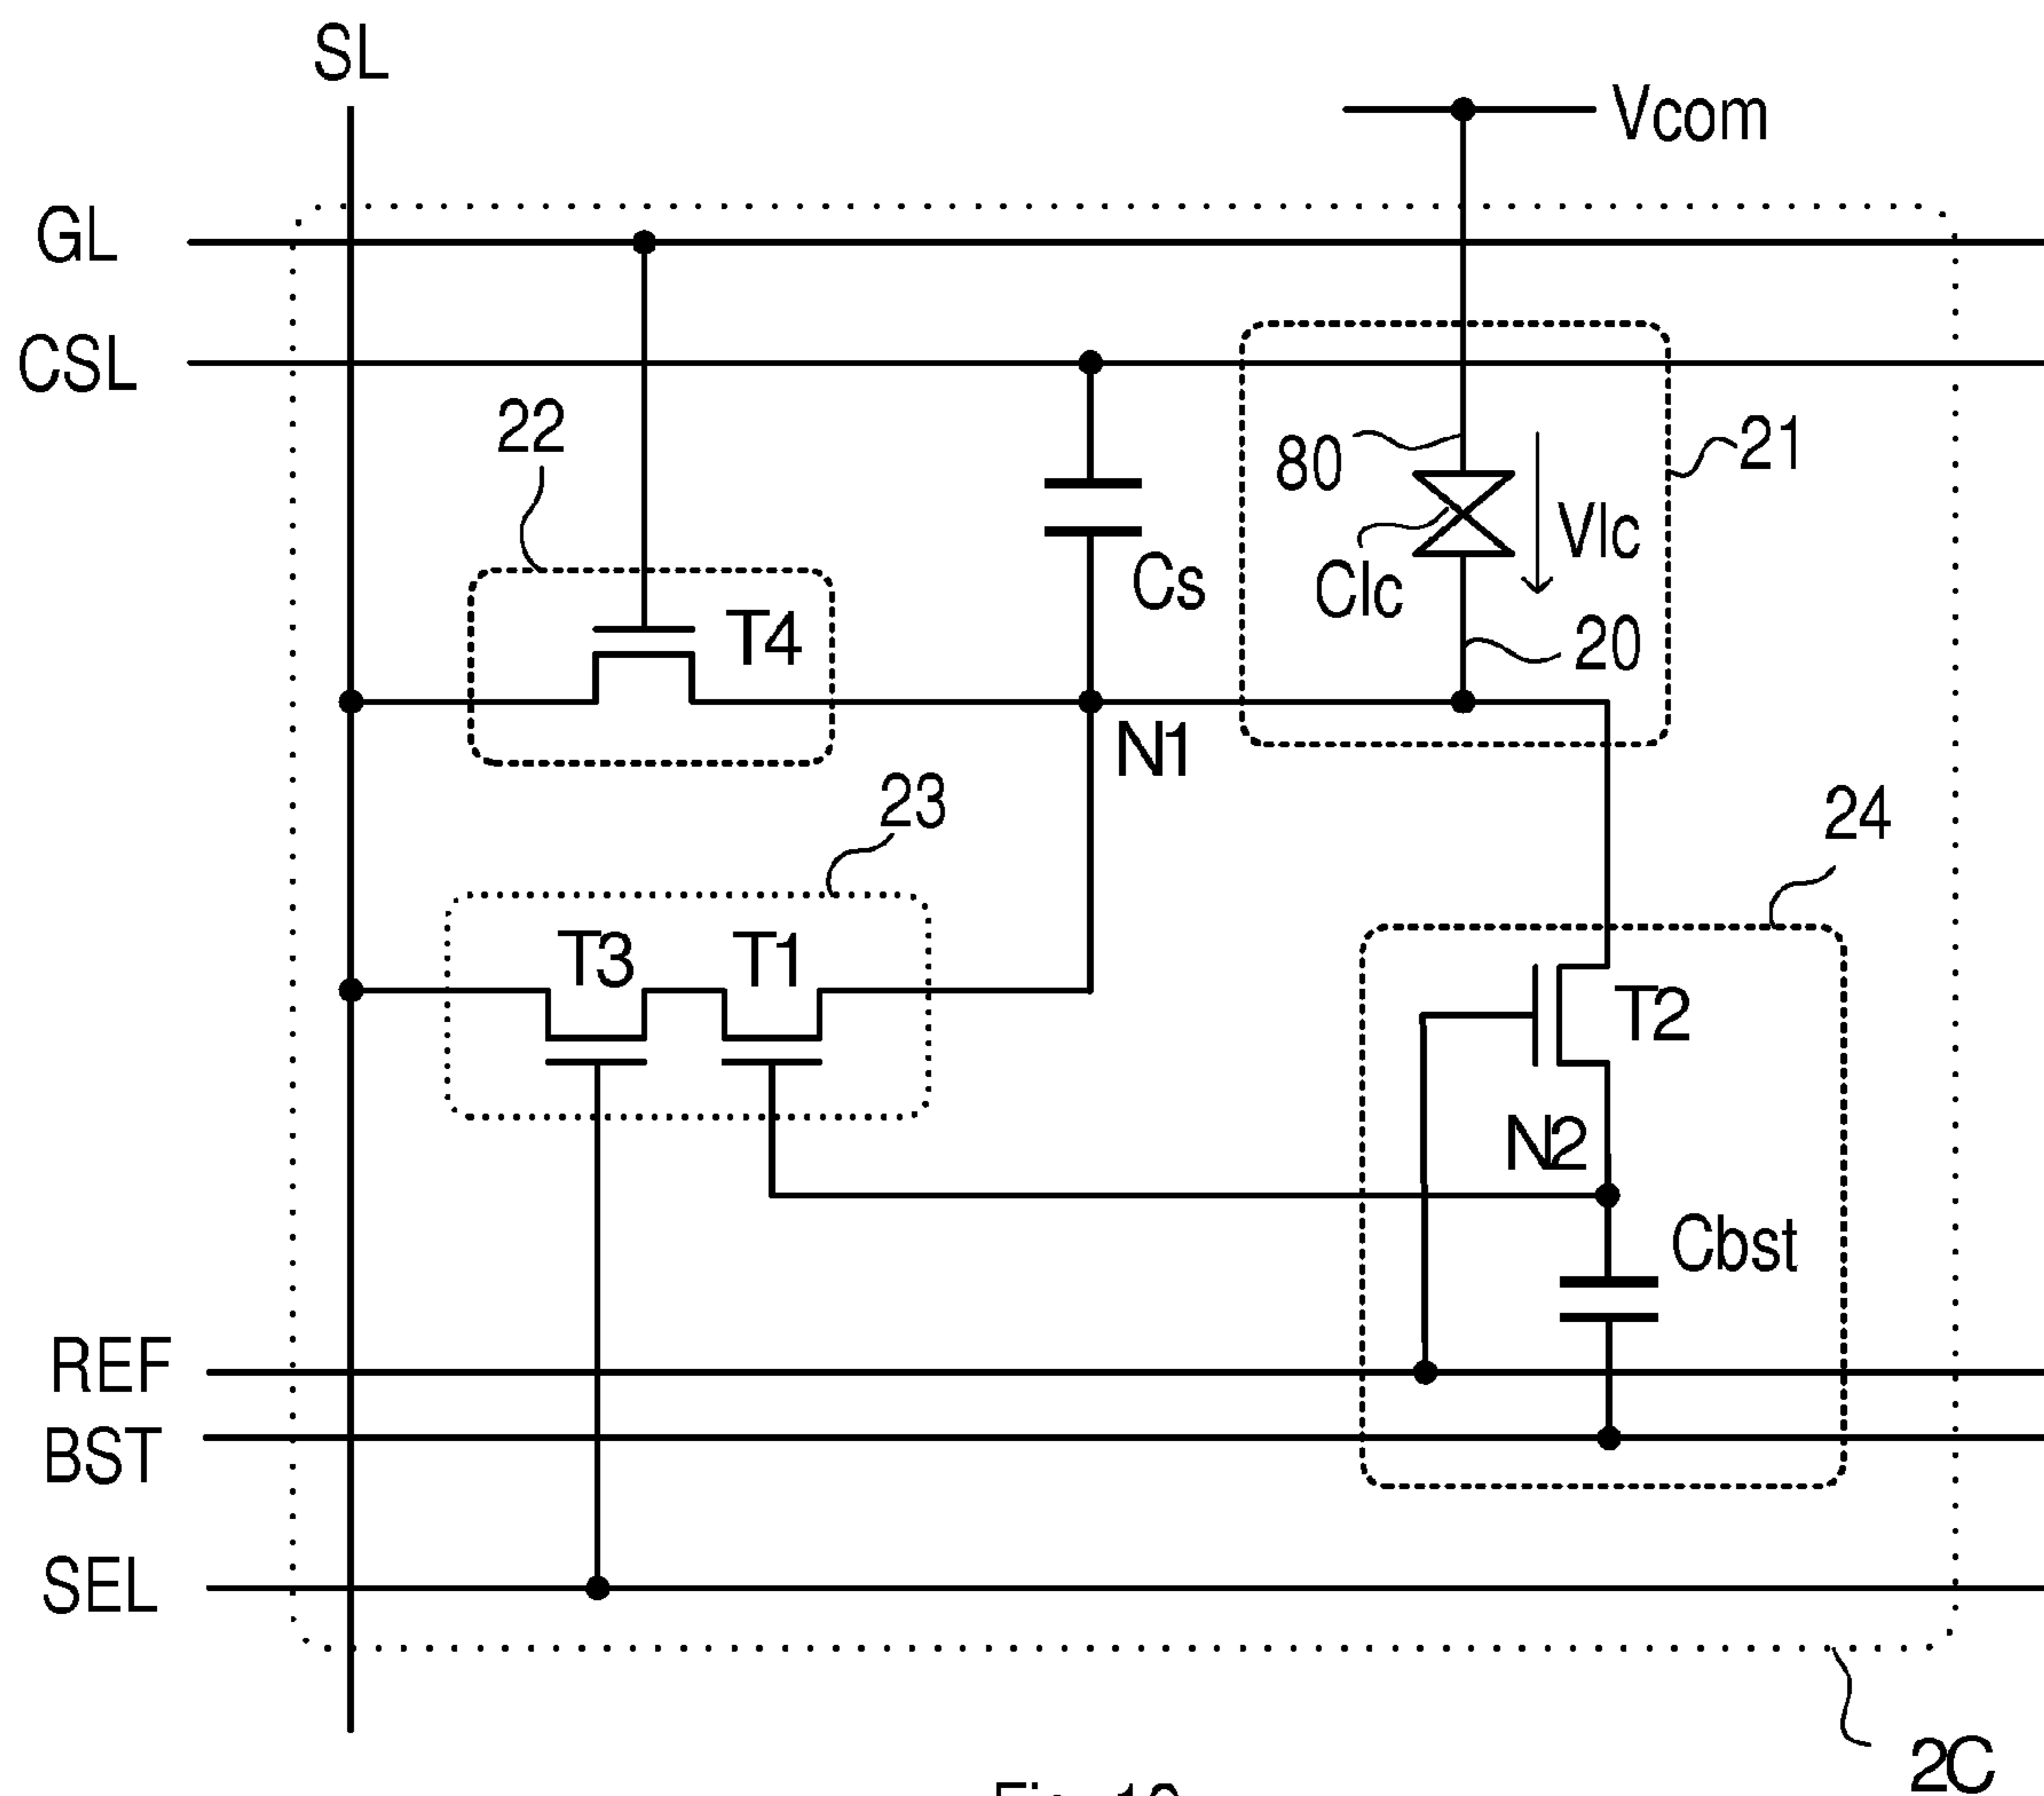 SL
Vcom
GL
CSL
22
80
21
Vlc
Clc
Cs
20
T4
N1
23
24
T3
T1
T2
N2
Cbst
REF
BST
SEL
2C